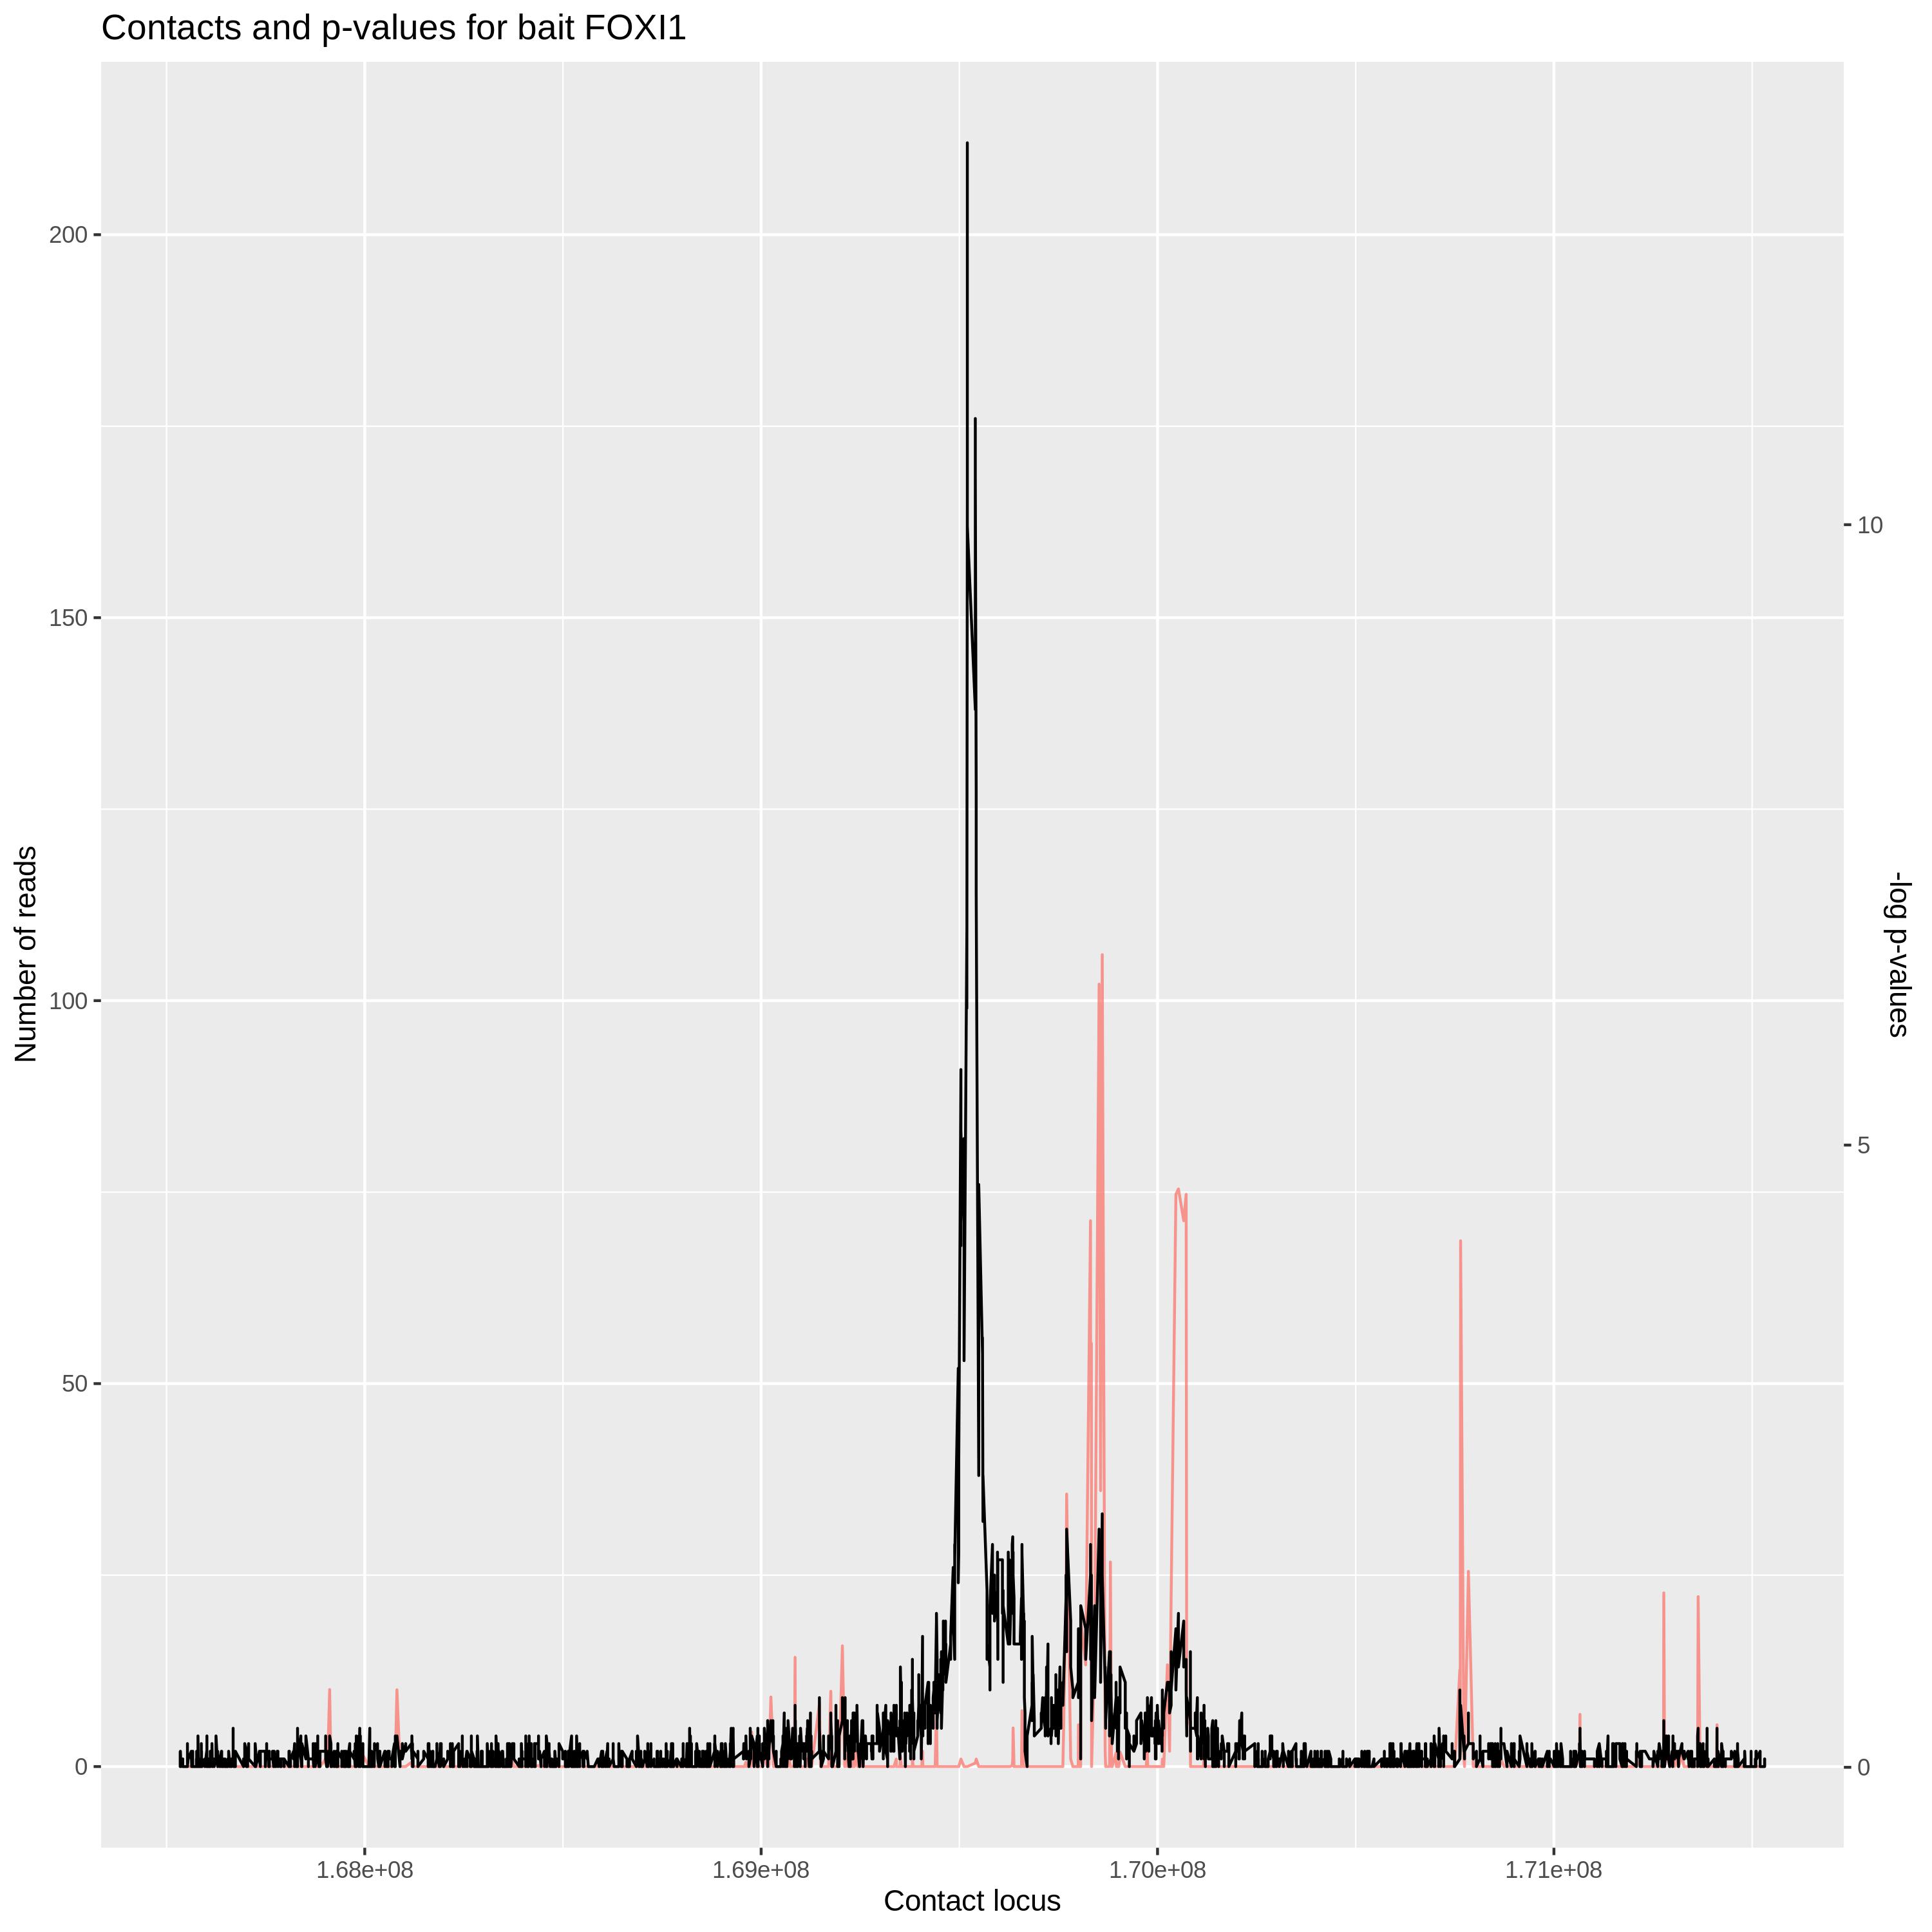 Contacts and p-values for bait FOXI1
200
150
100
50
0
Number of reads
10
5
0
-log p-values
1.68e+08
1.69e+08
1.70e+08
1.71e+08
Contact locus